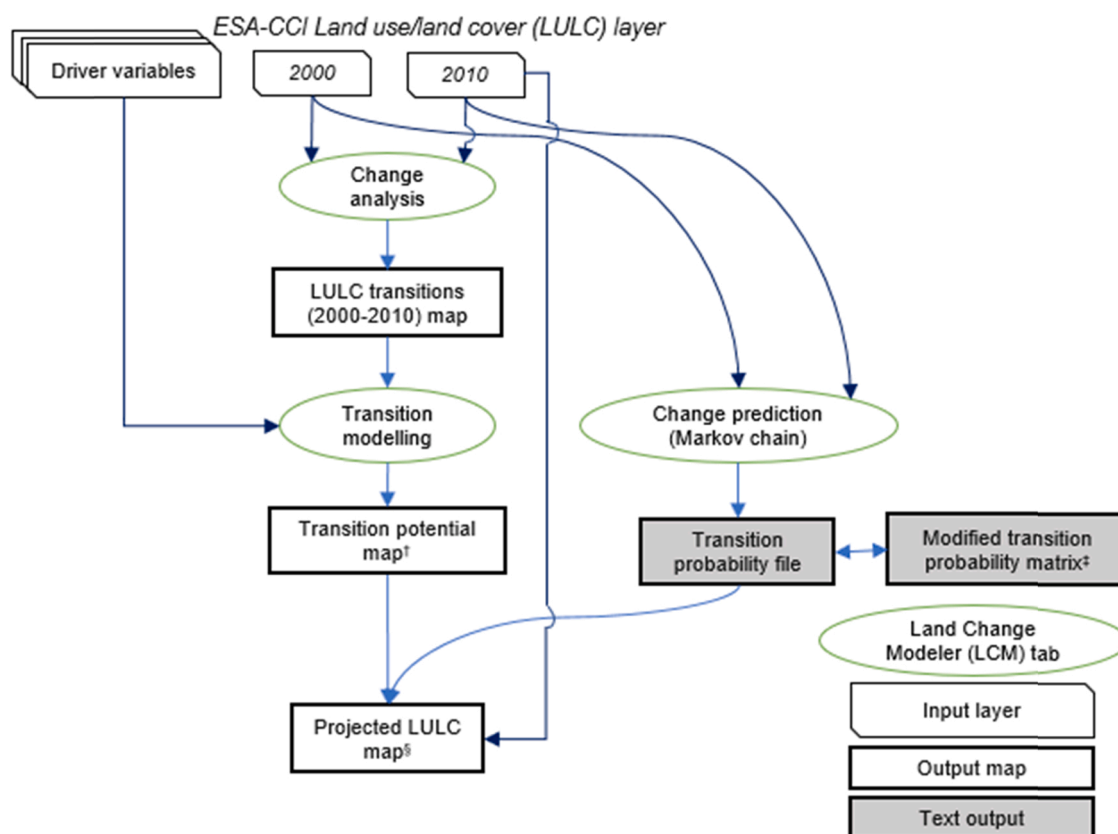 ESA-CCI Land use/land cover (LULC) layer
Driver variables
2000
2010
Change
analysis
LULC transitions
(2000-2010) map
Transition
modelling
Change prediction
(Markov chain)
Transition potential
map†
Transition
probability file
Modified transition
probability matrix‡
Land Change
Modeler (LCM) tab
Input layer
Projected LULC
map§
Output map
Text output